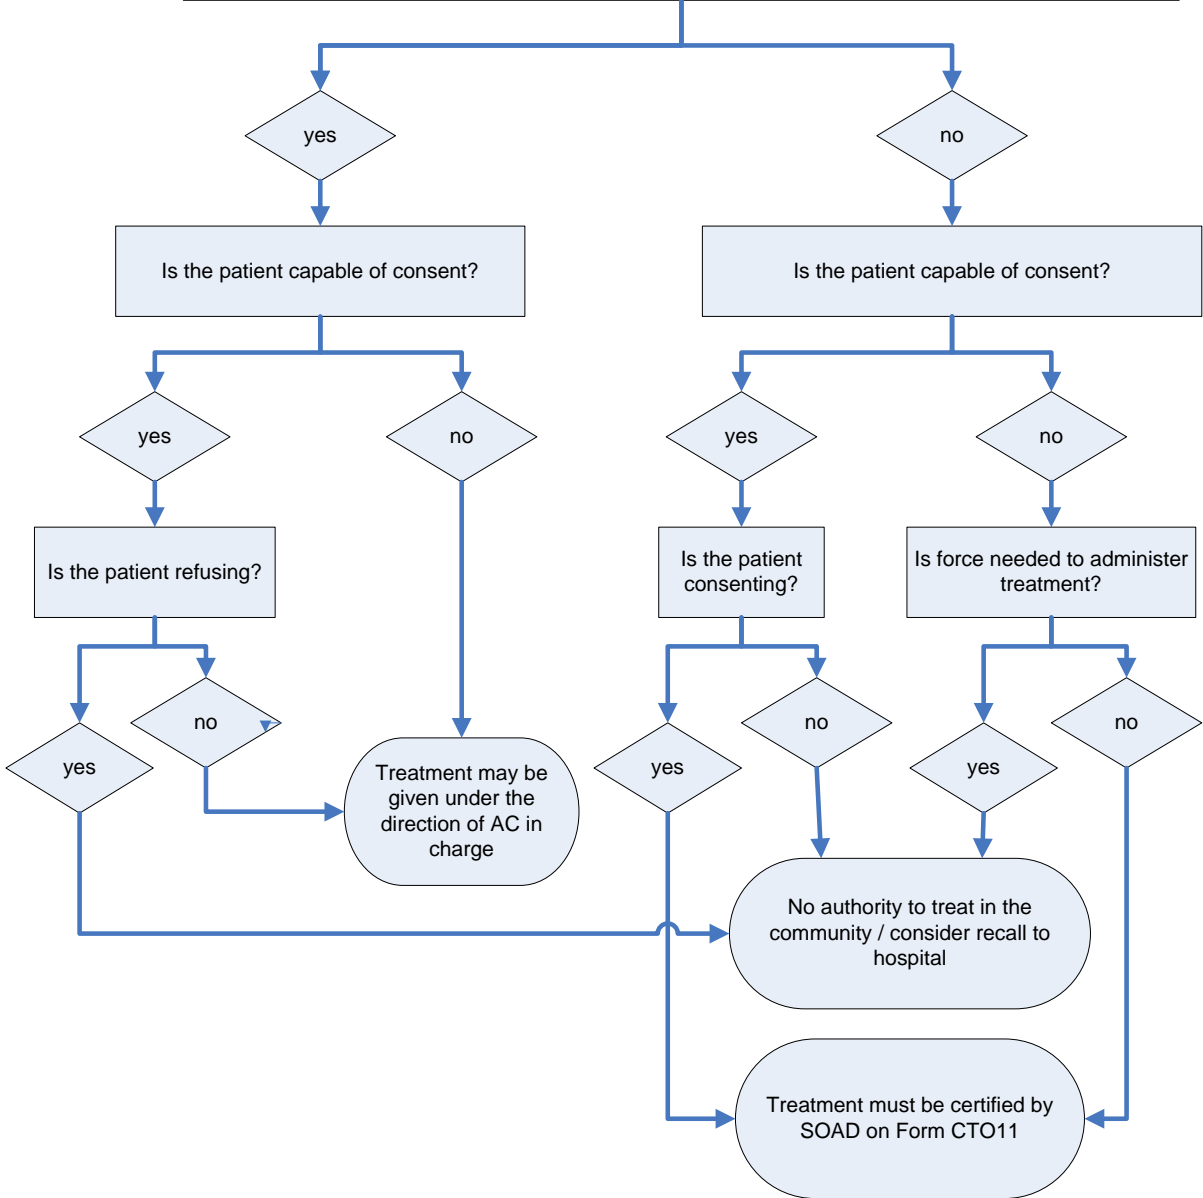 yes
no
Is the patient capable of consent?
Is the patient capable of consent?
yes
no
yes
no
Is the patient refusing?
Is the patient
consenting?
Is force needed to administer
treatment?
no
yes
no
yes
yes
no
Treatment may be
given under the
direction of AC in
charge
No authority to treat in the
community / consider recall to
hospital
Treatment must be certified by
SOAD on Form CTO11